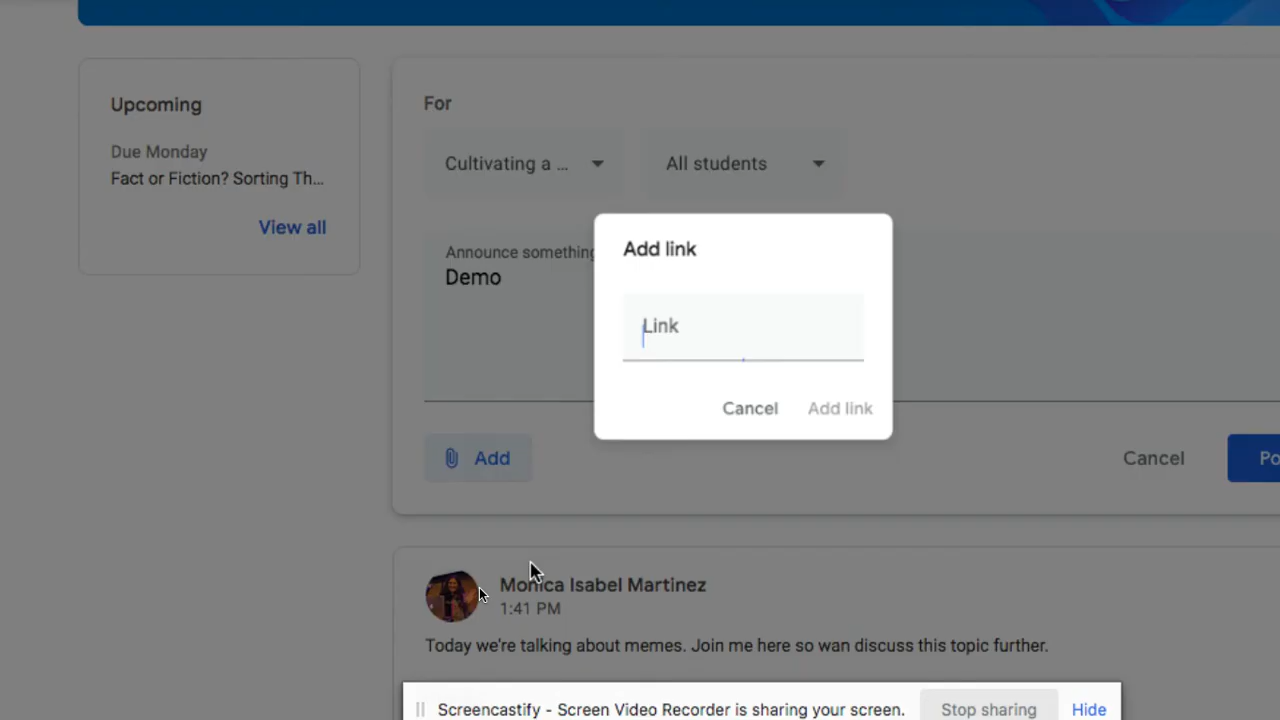 Upcoming
Due Monday
Fact or Fiction? Sorting Th...
View all
For
Cultivating a ...
All students
Announce something
Demo
Add link
Link
Cancel
Add link
Add
Cancel
Po
Monica Isabel Martinez
1:41 PM
Today we're talking about memes. Join me here so wan discuss this topic further.
Screencastify - Screen Video Recorder is sharing your screen.
Stop sharing
Hide